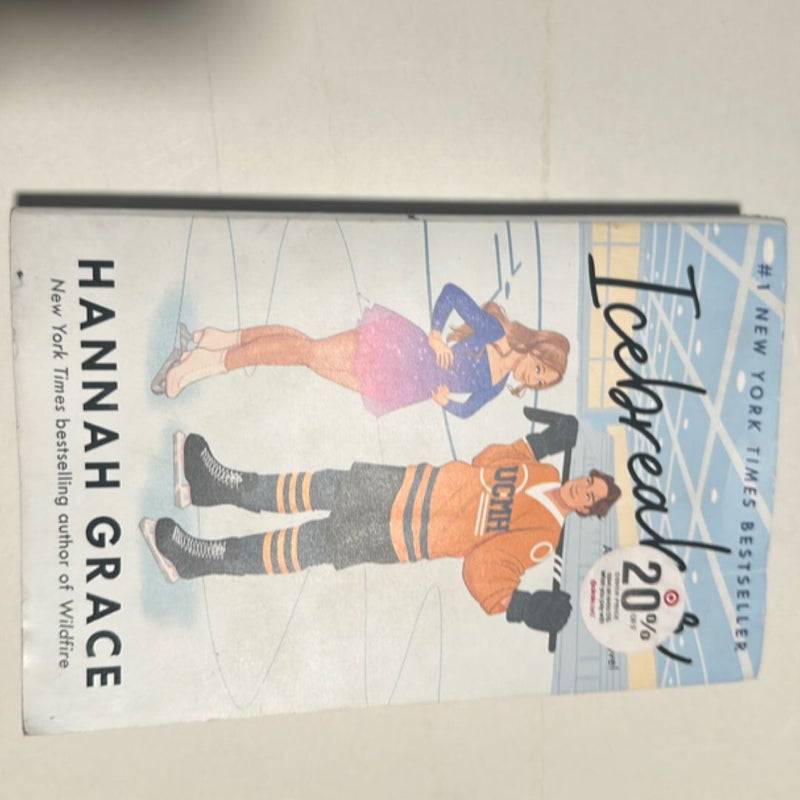 #1 NEW YORK TIMES BESTSELLER
Icebreaker
20%
UCMH
HANNAH GRACE
New York Times bestselling author of Wildfire